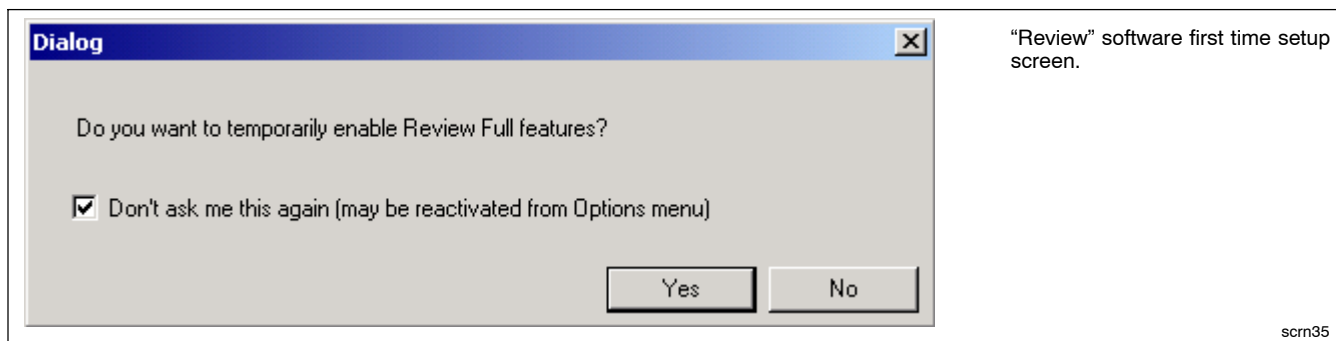 Dialog
Do you want to temporarily enable Review Full features?
Don't ask me this again (may be reactivated from Options menu)
Yes
No
“Review” software first time setup
screen.
scrn35